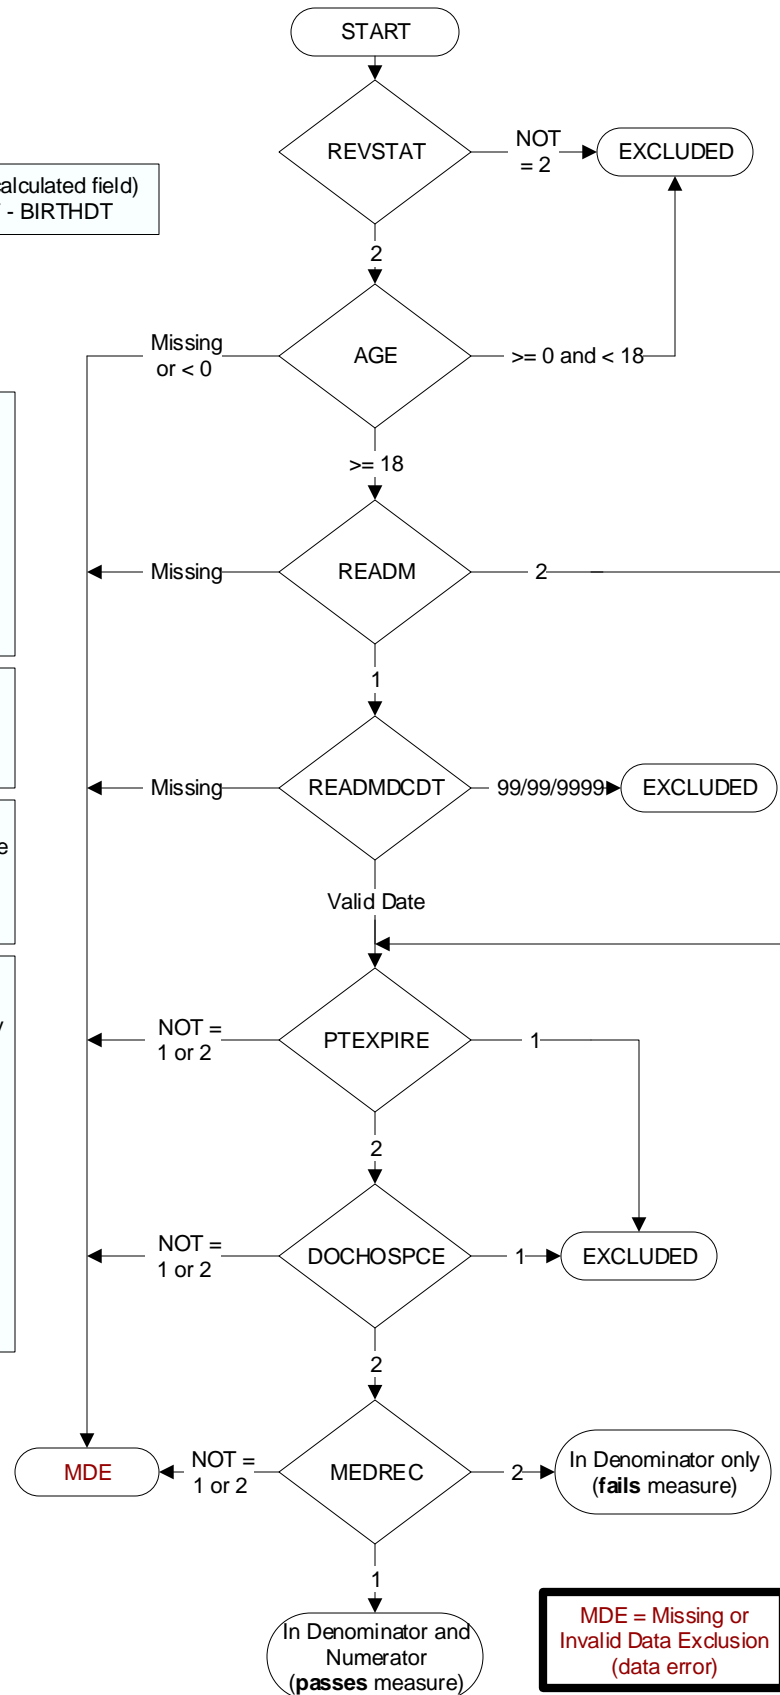 START
REVSTAT
NOT
= 2
EXCLUDED
alculated field)
- BIRTHDT
2
Missing
or < 0
AGE
>= 0 and < 18
>= 18
Missing
READM
2
1
Missing
READMDCDT
99/99/9999
EXCLUDED
e
Valid Date
NOT =
1 or 2
PTEXPIRE
1
2
NOT =
1 or 2
DOCHOSPCE
1
EXCLUDED
2
MDE
NOT =
1 or 2
MEDREC
2
In Denominator only
(fails measure)
1
In Denominator and
Numerator
(passes measure)
MDE = Missing or
Invalid Data Exclusion
(data error)